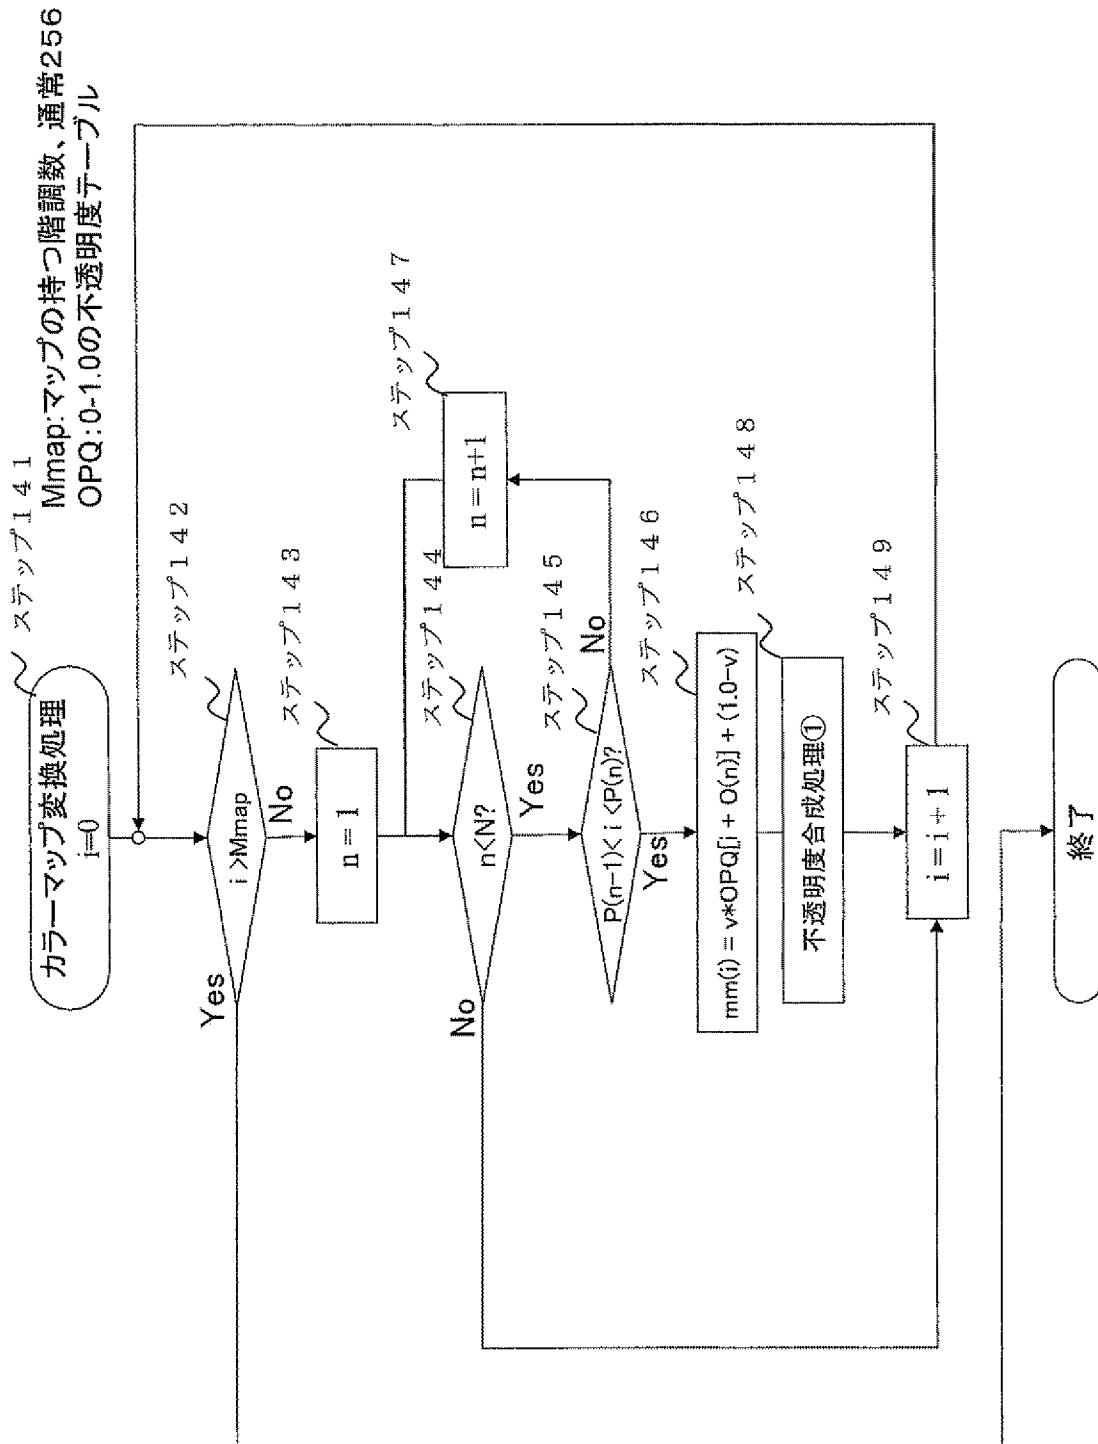 Mmap:マップの持つ階調数、通常256
OPQ:0-1.0の不透明度テーブル
カラーマップ変換処理
i=0
ステップ141
i >Mmap
Yes
No
ステップ142
n=1
ステップ143
n<N?
No
Yes
ステップ144
P(n-1)< i <P(n)?
Yes
No
ステップ145
n=n+1
ステップ147
mm(i) = v*OPQ[i + O(n)] + (1.0-v)
ステップ146
不透明度合成処理①
ステップ148
i=i+1
ステップ149
終了